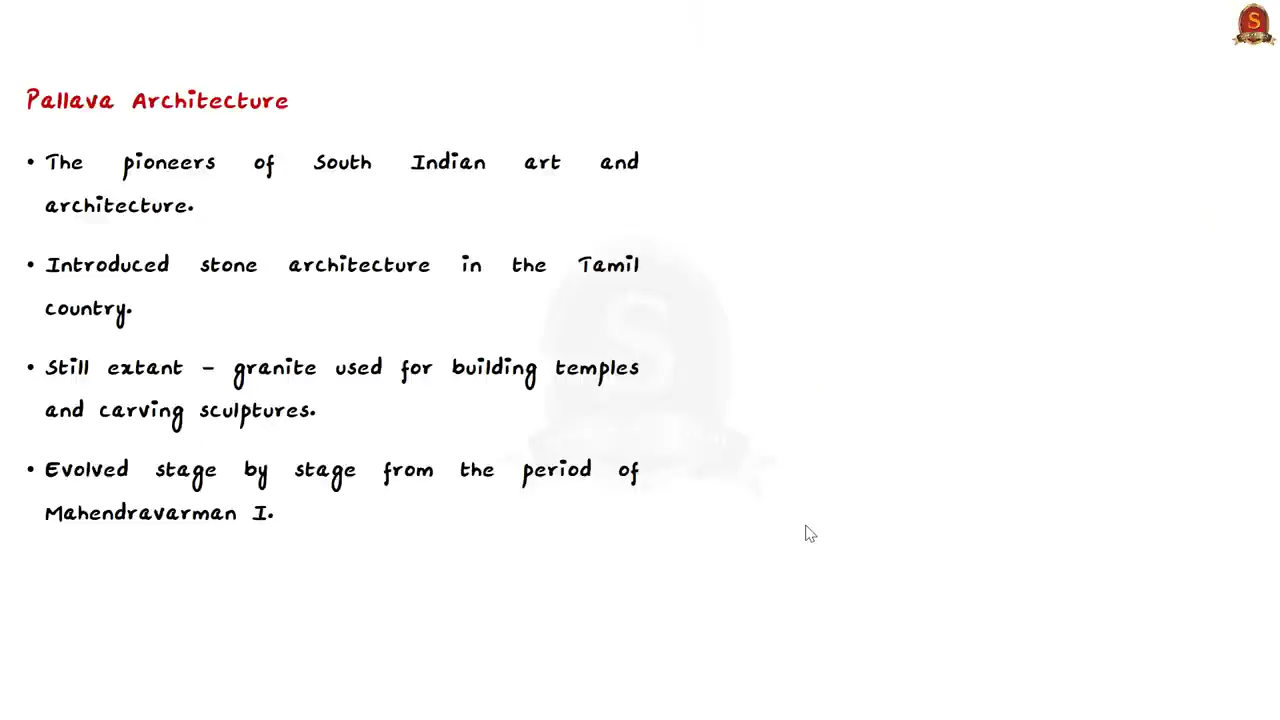 Pallava Architecture
• The pioneers of South Indian art and
architecture.
• Introduced stone architecture in the Tamil
country.
• Still extant – granite used for building temples
and carving sculptures.
• Evolved stage by stage from the period of
Mahendravarman I.
S
S